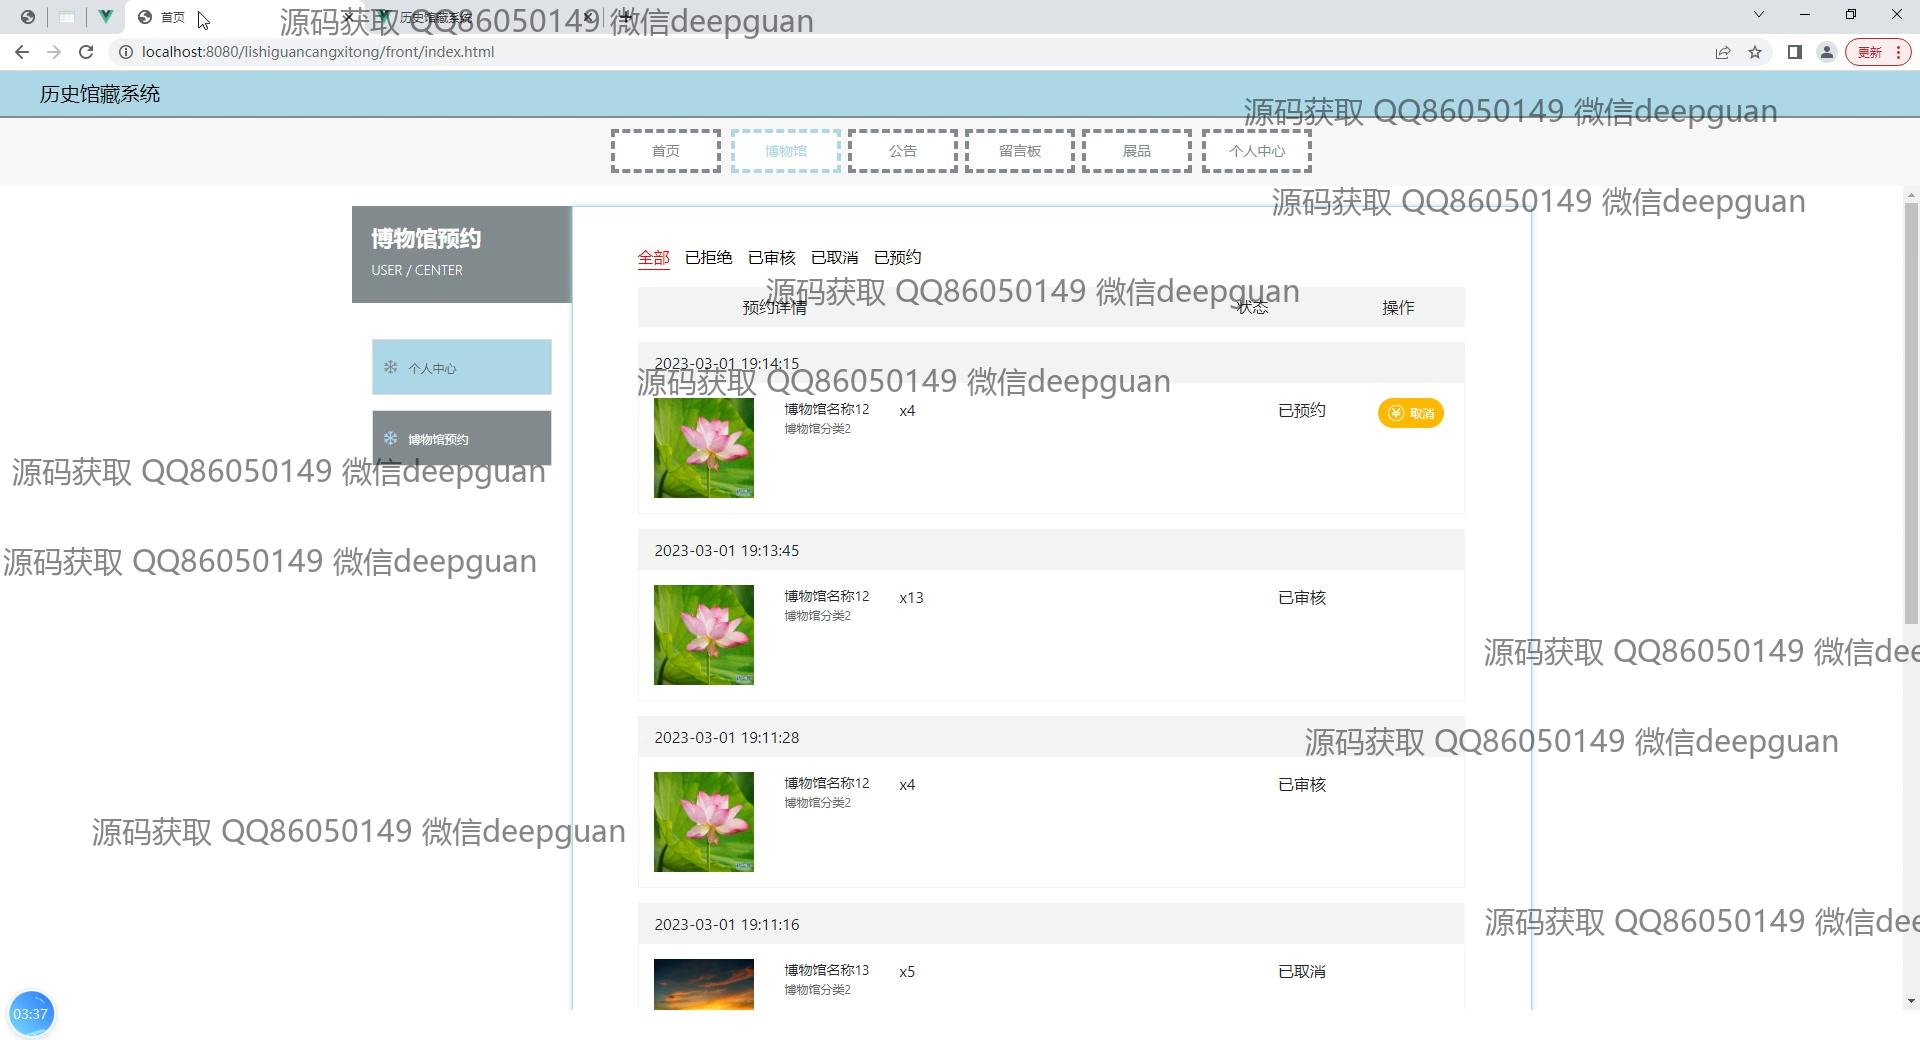 首页
历史馆藏系统
源码获取 QQ86050149 微信deepguan
localhost:8080/lishiguancangxitong/front/index.html
更新
历史馆藏系统
源码获取 QQ86050149 微信deepguan
首页
博物馆
公告
留言板
展品
个人中心
源码获取 QQ86050149 微信deepguan
博物馆预约
USER / CENTER
全部
已拒绝
已审核
已取消
已预约
源码获取 QQ86050149 微信deepguan
预约详情
状态
操作
2023-03-01 19:14:15
源码获取 QQ86050149 微信deepguan
个人中心
博物馆名称12
x4
已预约
取消
博物馆分类2
博物馆预约
源码获取 QQ86050149 微信deepguan
2023-03-01 19:13:45
源码获取 QQ86050149 微信deepguan
博物馆名称12
x13
已审核
博物馆分类2
源码获取 QQ86050149 微信dee
2023-03-01 19:11:28
源码获取 QQ86050149 微信deepguan
博物馆名称12
x4
已审核
博物馆分类2
源码获取 QQ86050149 微信deepguan
2023-03-01 19:11:16
源码获取 QQ86050149 微信dee
博物馆名称13
x5
已取消
博物馆分类2
03:37